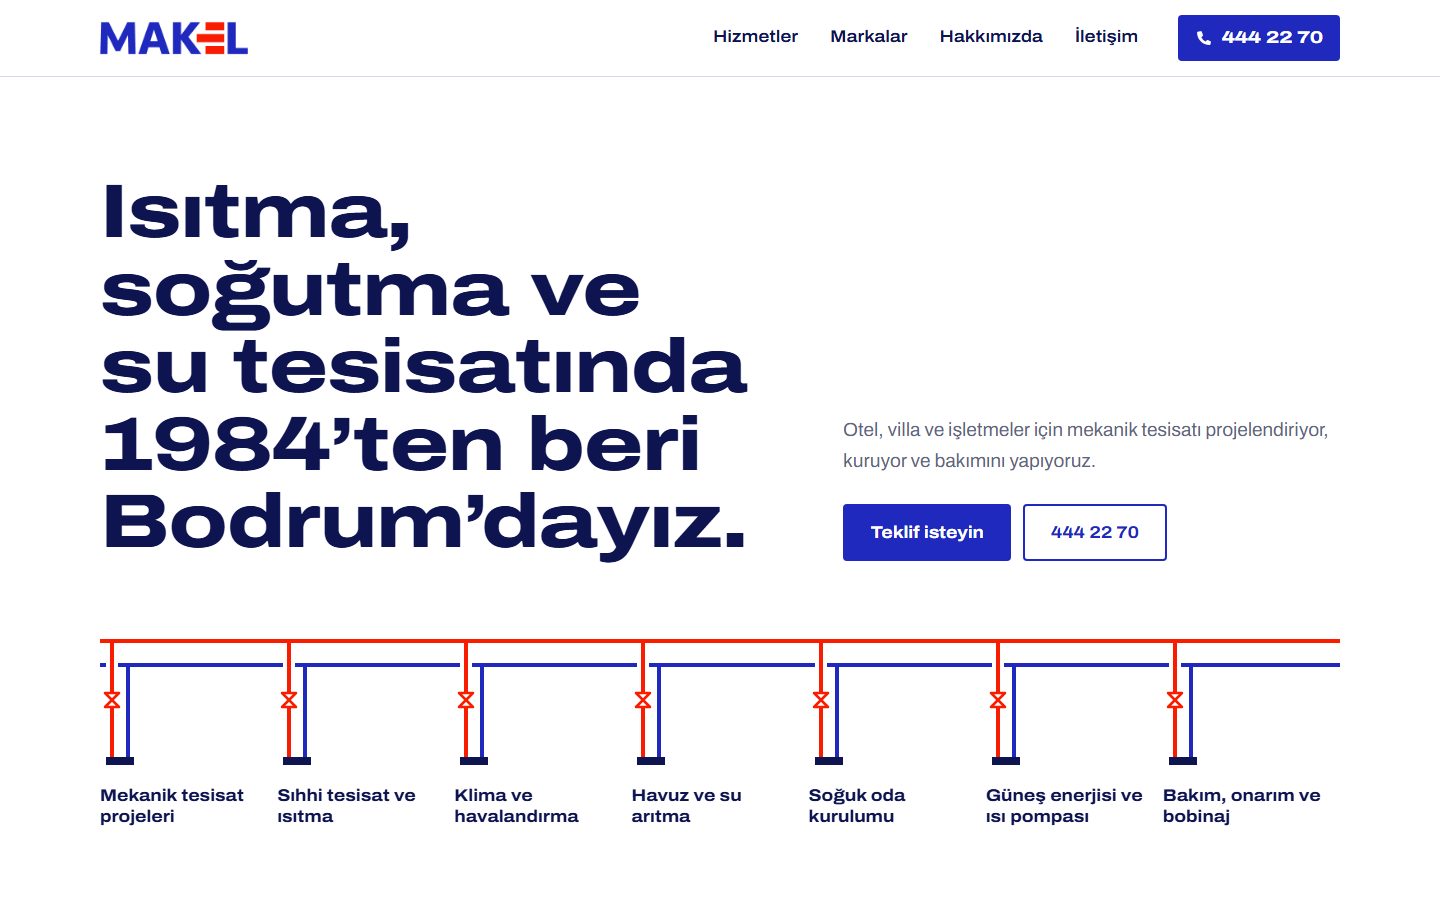 MAKEL
Hizmetler Markalar Hakkımızda İletişim 444 22 70
Isıtma,
soğutma ve
su tesisatında
1984’ten beri
Bodrum’dayız.
Otel, villa ve işletmeler için mekanik tesisatı projelendiriyor,
kuruyor ve bakımını yapıyoruz.
Teklif isteyin 444 22 70
Mekanik tesisat
projeleri
Sıhhi tesisat ve
ısıtma
Klima ve
havalandırma
Havuz ve su
arıtma
Soğuk oda
kurulumu
Güneş enerjisi ve
ısı pompası
Bakım, onarım ve
bobinaj